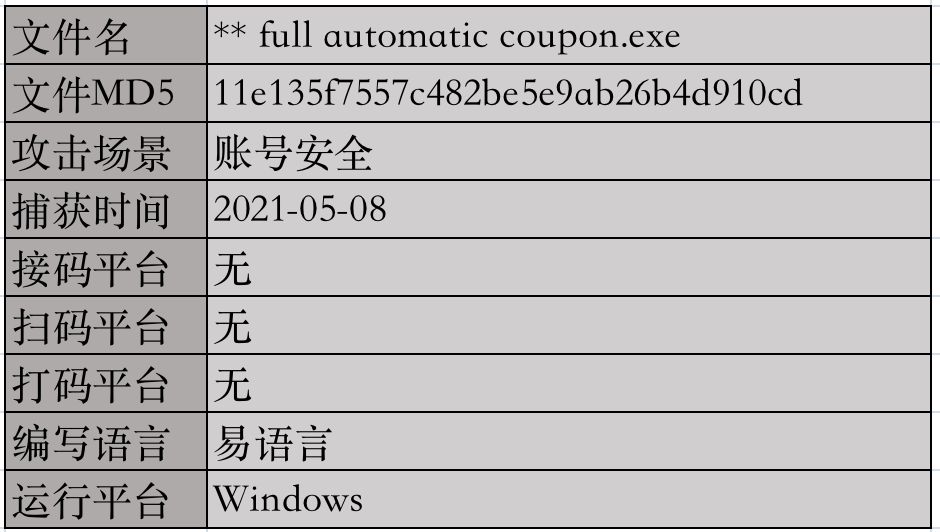 文件名 ** full automatic coupon.exe
文件MD5 11e135f7557c482be5e9ab26b4d910cd
攻击场景 账号安全
捕获时间 2021-05-08
接码平台 无
扫码平台 无
打码平台 无
编写语言 易语言
运行平台 Windows